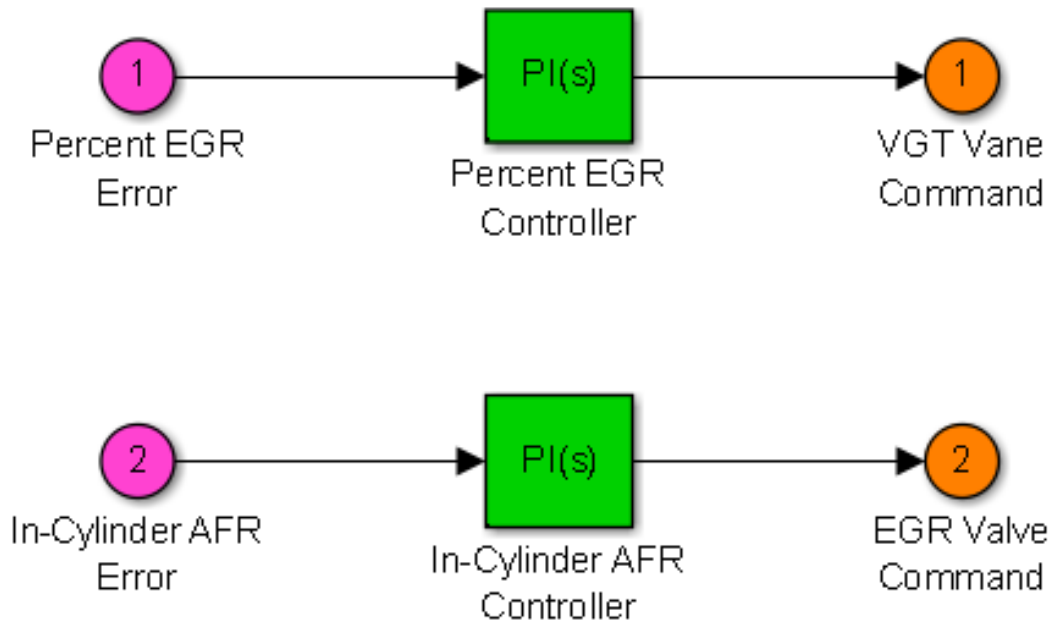 1
PI(s)
1
Percent EGR
Error
Percent EGR
Controller
VGT Vane
Command
2
PI(s)
2
In-Cylinder AFR
Error
In-Cylinder AFR
Controller
EGR Valve
Command